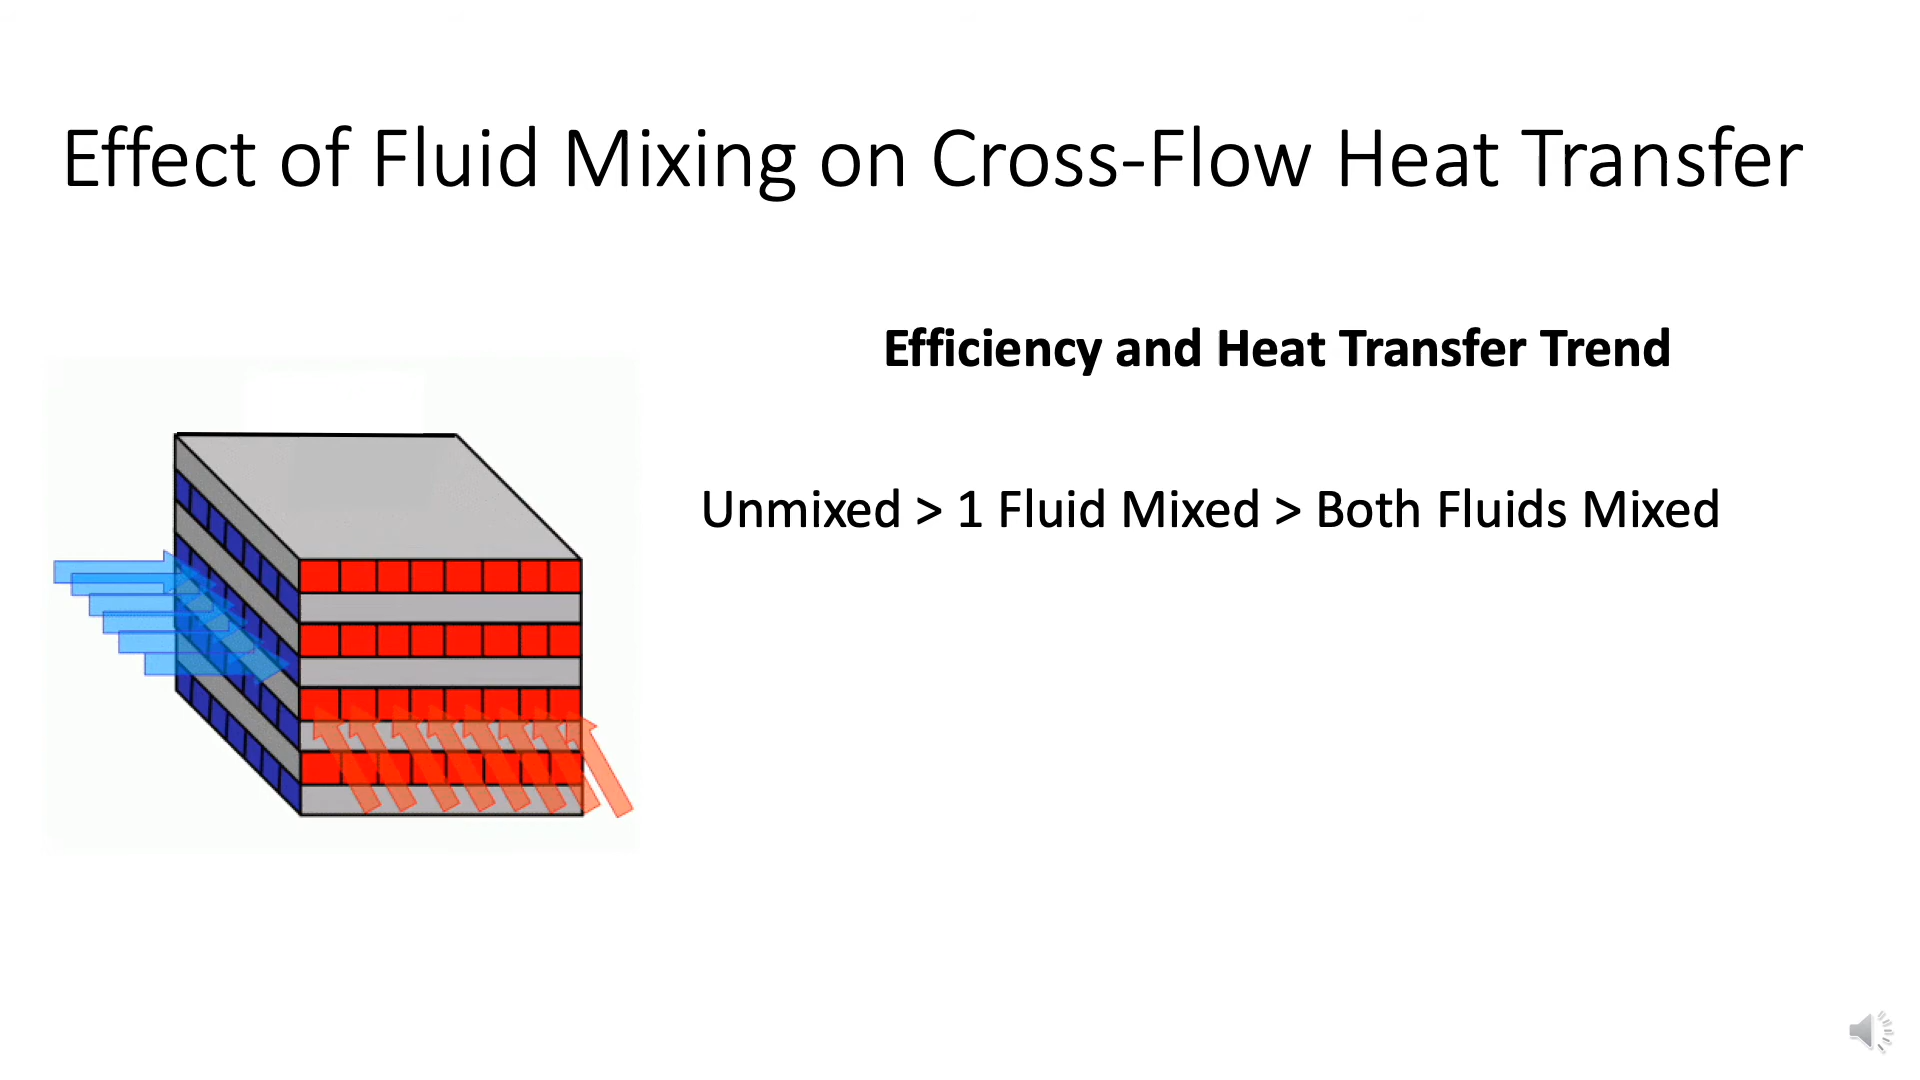 Effect of Fluid Mixing on Cross-Flow Heat Transfer
Efficiency and Heat Transfer Trend
Unmixed > 1 Fluid Mixed > Both Fluids Mixed